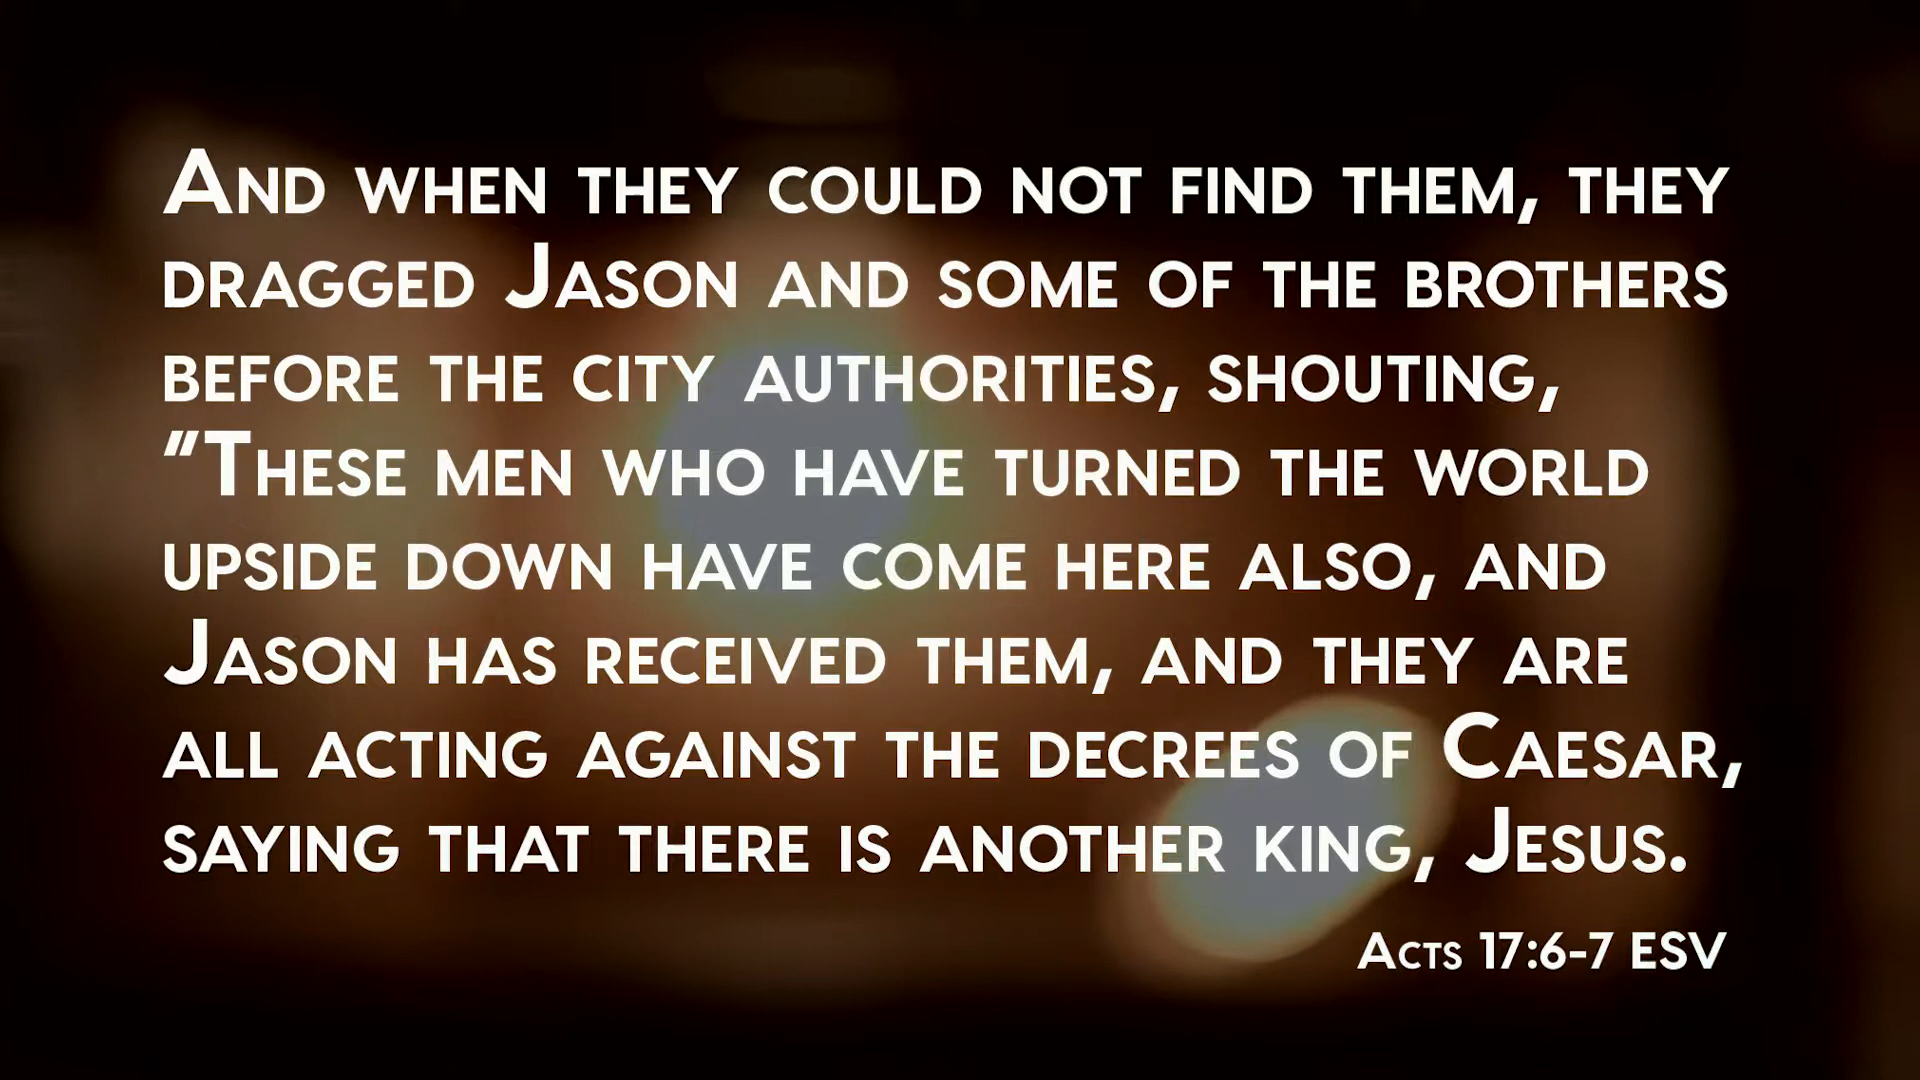 And when they could not find them, they
dragged Jason and some of the brothers
before the city authorities, shouting,
"These men who have turned the world
upside down have come here also, and
Jason has received them, and they are
all acting against the decrees of Caesar,
saying that there is another king, Jesus.
Acts 17:6-7 ESV